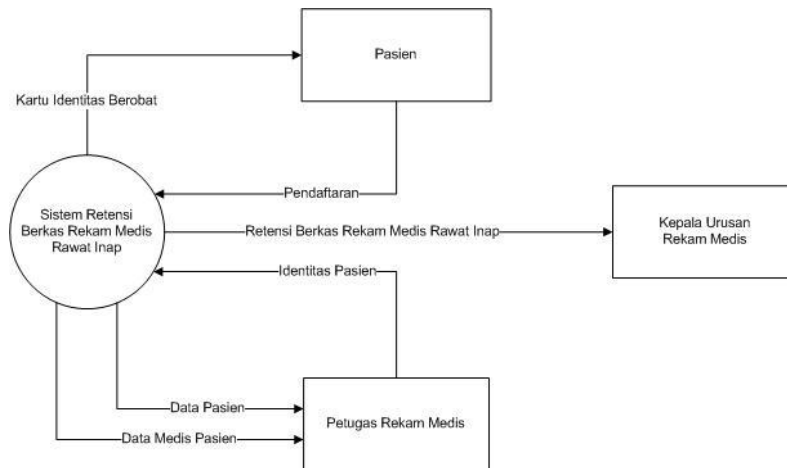 Pasien
Kartu Identitas Berobat
Pendaftaran
Sistem Retensi
Berkas Rekam Medis
Rawat Inap
Retensi Berkas Rekam Medis Rawat Inap
Kepala Urusan
Rekam Medis
Identitas Pasien
Data Pasien
Petugas Rekam Medis
Data Medis Pasien